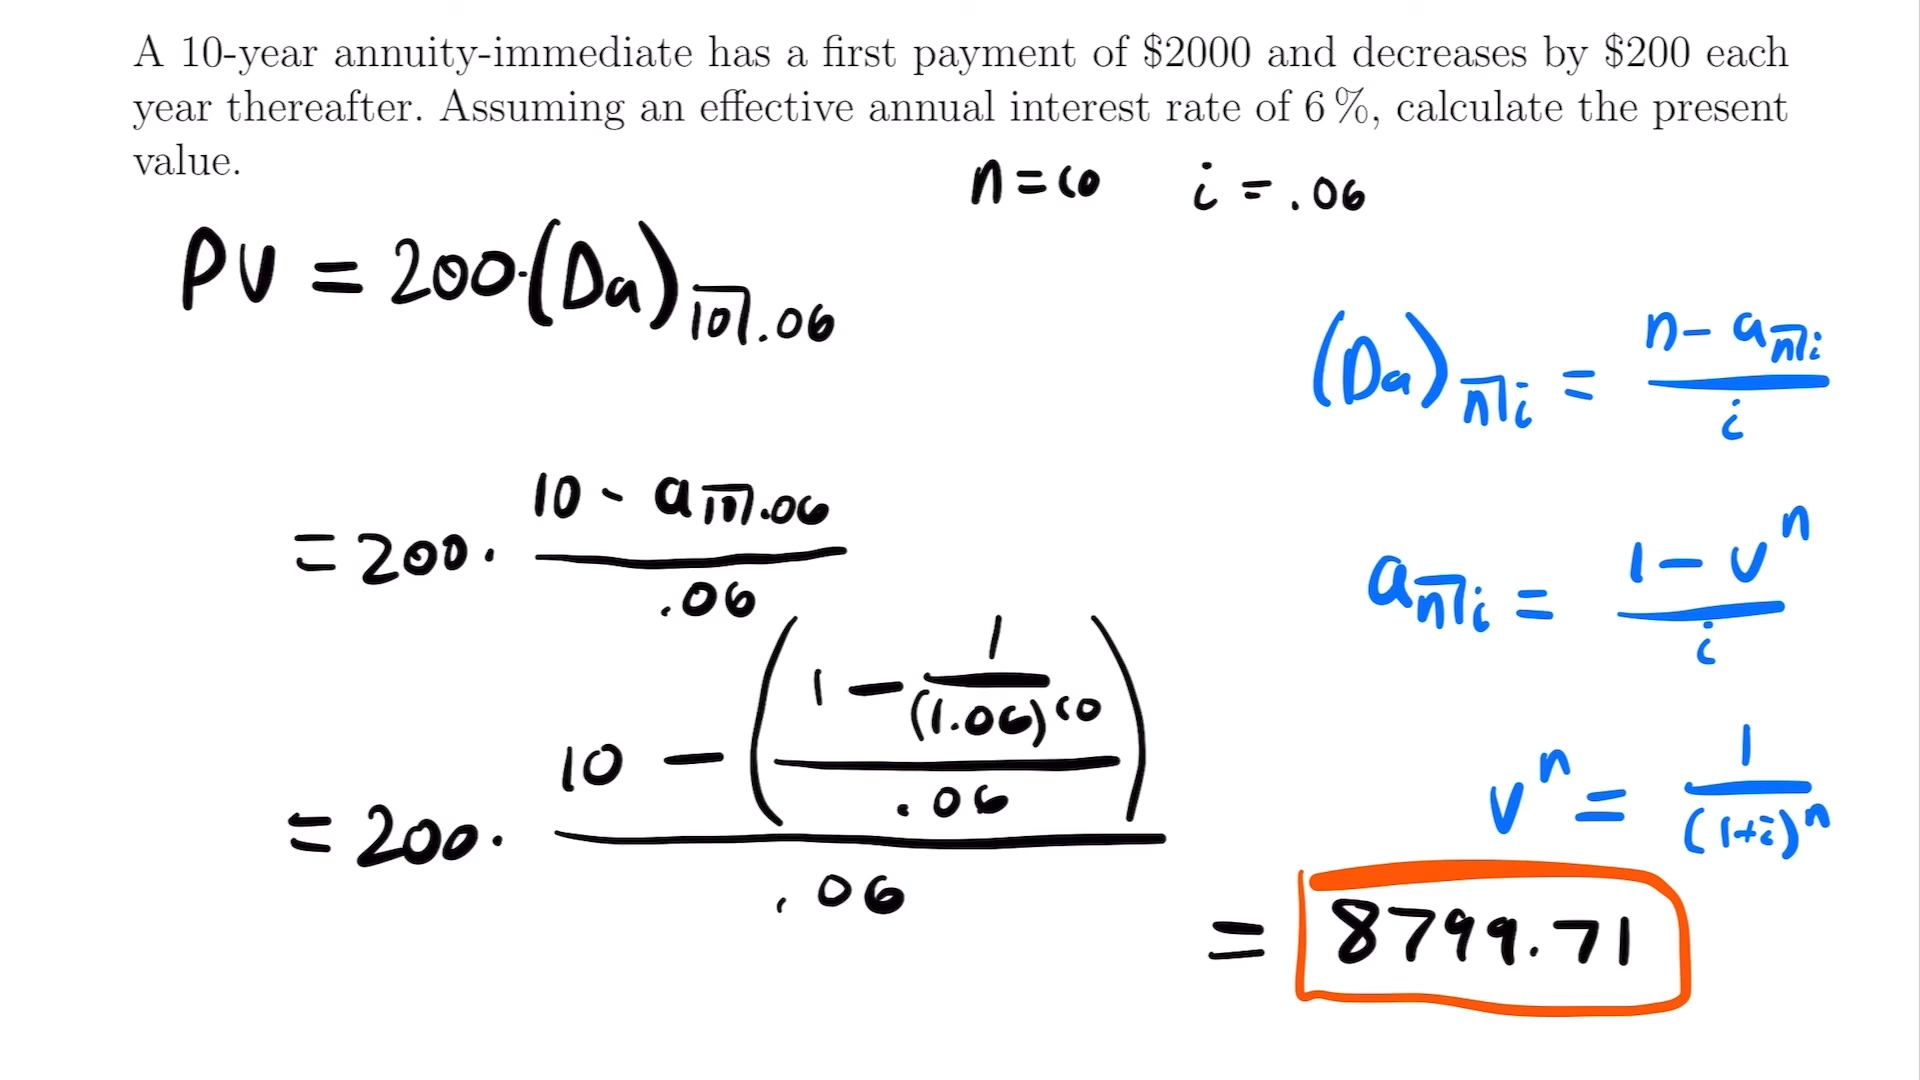 A 10-year annuity-immediate has a first payment of $2000 and decreases by $200 each
year thereafter. Assuming an effective annual interest rate of 6 %, calculate the present
value.
n = 10 i = .06
PV = 200·(Da)10⌉.06
(Da)n⌉i = n - an⌉i / i
= 200 · 10 - a10⌉.06 / .06
an⌉i = 1 - v^n / i
= 200 · 10 - (1 - 1/(1.06)^10 / .06) / .06
v^n = 1 / (1+i)^n
= 8799.71